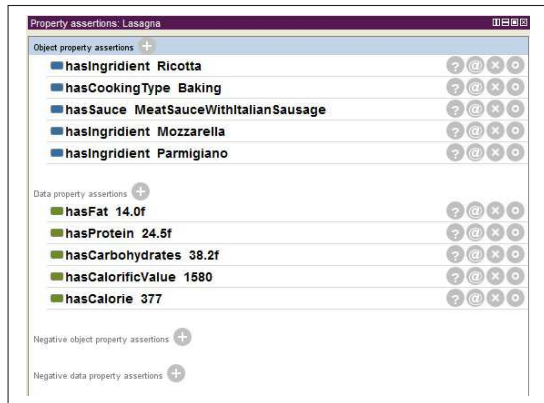 Property assertions: Lasagna
Object property assertions
hasIngridient Ricotta
hasCookingType Baking
hasSauce MeatSauceWithItalianSausage
hasIngridient Mozzarella
hasIngridient Parmigiano
Data property assertions
hasFat 14.0f
hasProtein 24.5f
hasCarbohydrates 38.2f
hasCalorificValue 1580
hasCalorie 377
Negative object property assertions
Negative data property assertions